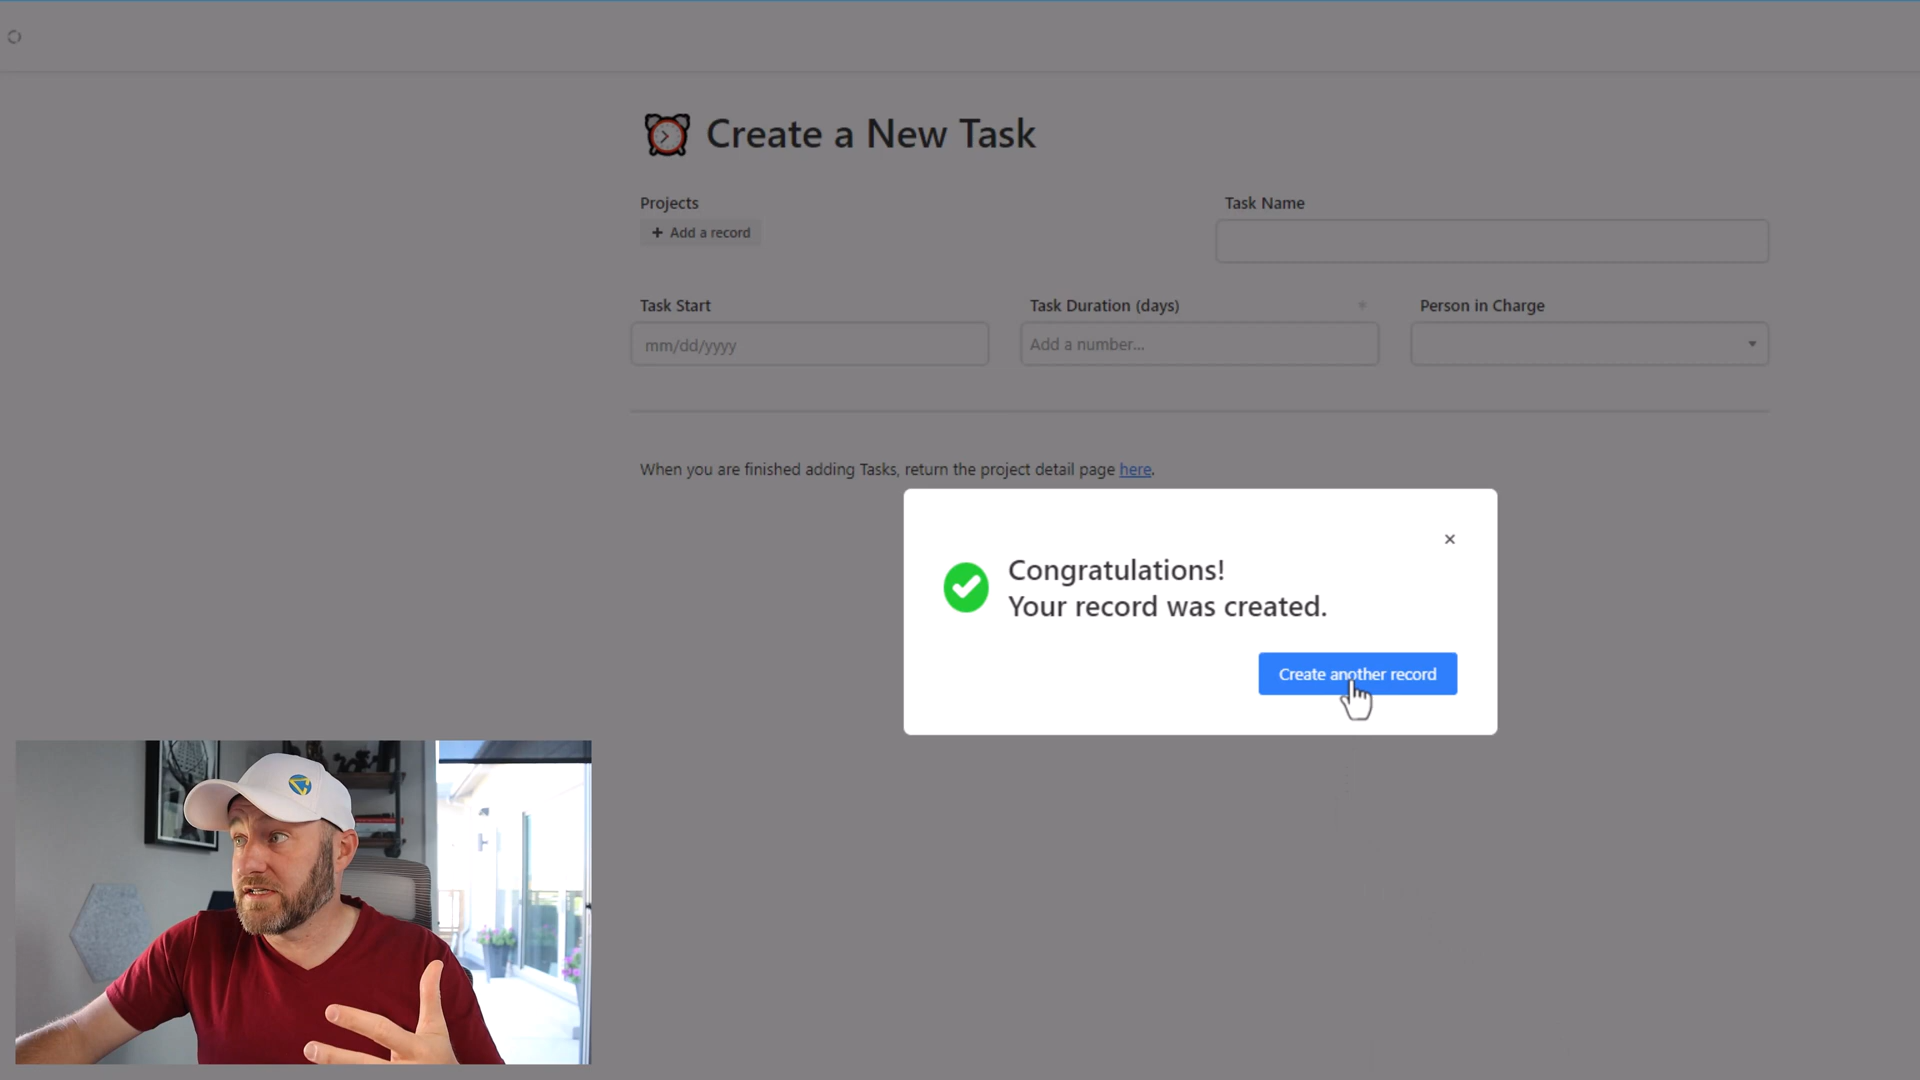 Create a New Task
Projects
Task Name
+ Add a record
Task Start
Task Duration (days) *
Person in Charge
mm/dd/yyyy
Add a number...
When you are finished adding Tasks, return the project detail page here.
×
Congratulations!
Your record was created.
Create another record